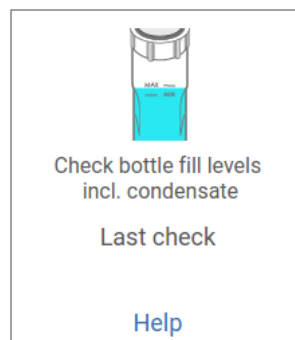 MAX
MIN
Check bottle fill levels
incl. condensate
Last check
Help